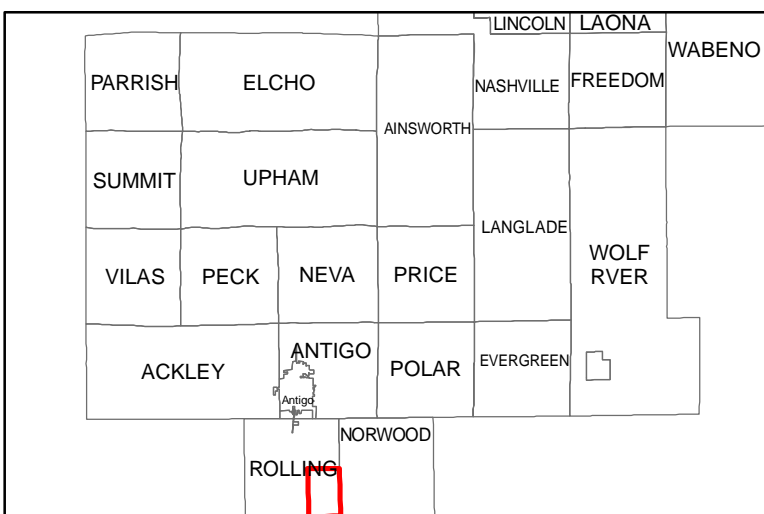 LINCOLN LAONA
WABENO
PARRISH ELCHO NASHVILLE FREEDOM
AINSWORTH
SUMMIT UPHAM
LANGLADE
WOLF
RVER
VILAS PECK NEVA PRICE
ANTIGO
EVERGREEN
POLAR
ACKLEY
Antigo
NORWOOD
ROLLING